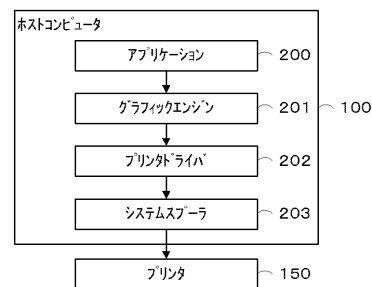 ホストコンピュータ
アプリケーション 200
グラフィックエンジン 201
100
プリンタドライバ 202
システムスプーラ 203
プリンタ 150